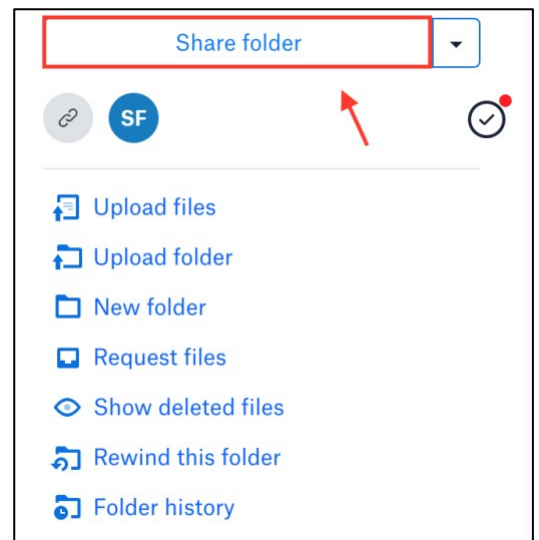 Share folder
SF
Upload files
Upload folder
New folder
Request files
Show deleted files
Rewind this folder
Folder history